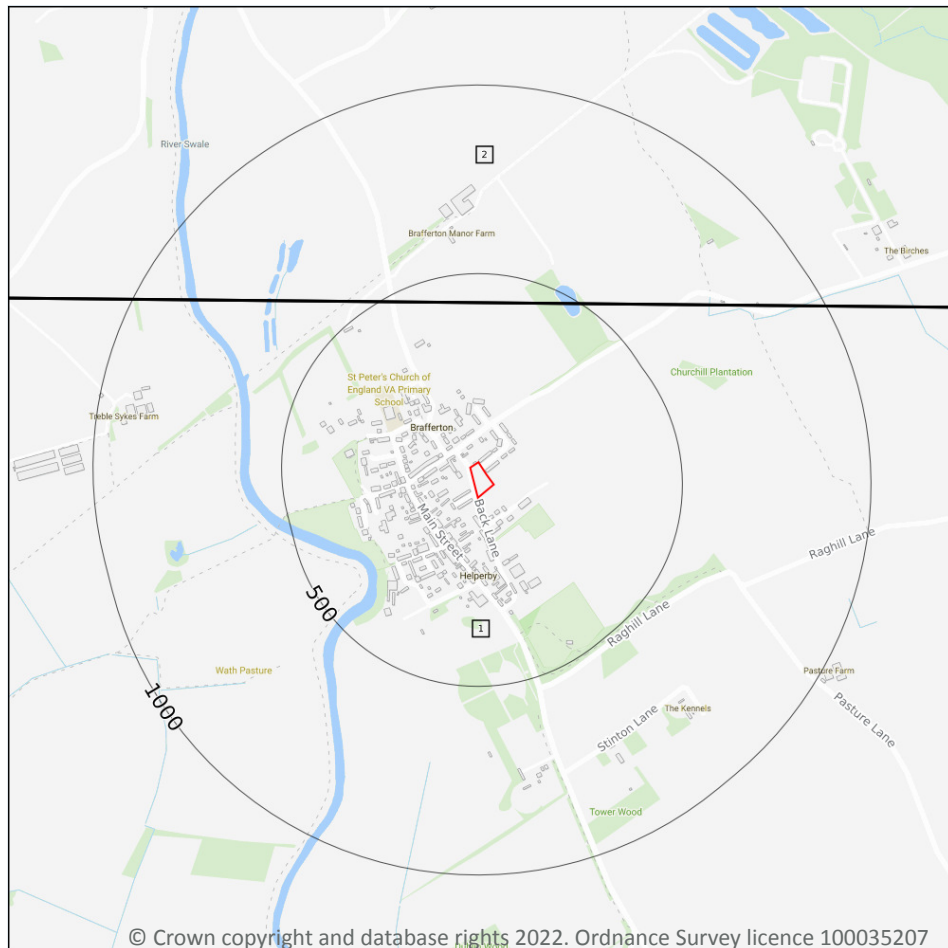 River Swale
2
Brafferton Manor Farm
The Birches
St Peter's Church of
England VA Primary
School
Churchill Plantation
Treble Sykes Farm
Brafferton
Main Street
Back Lane
Raghill Lane
Helperby
500
1
Raghill Lane
Wath Pasture
Pasture Farm
1000
The Kennels
Stinton Lane
Pasture Lane
Tower Wood
© Crown copyright and database rights 2022. Ordnance Survey licence 100035207